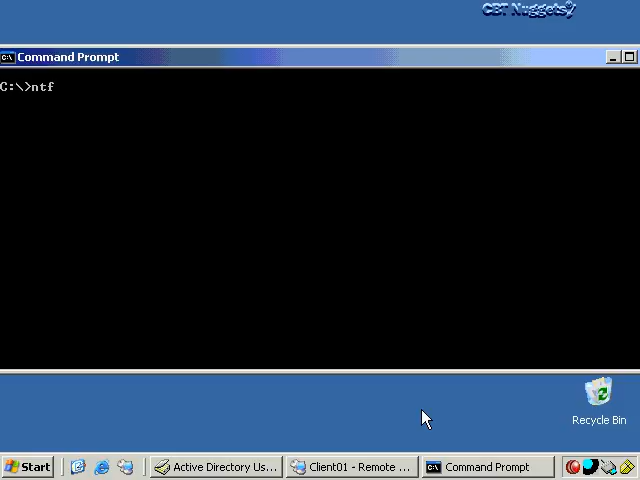 CBT Nuggets
Command Prompt
C:\>ntf
Recycle Bin
Start
Active Directory Us...
Client01 - Remote ...
Command Prompt